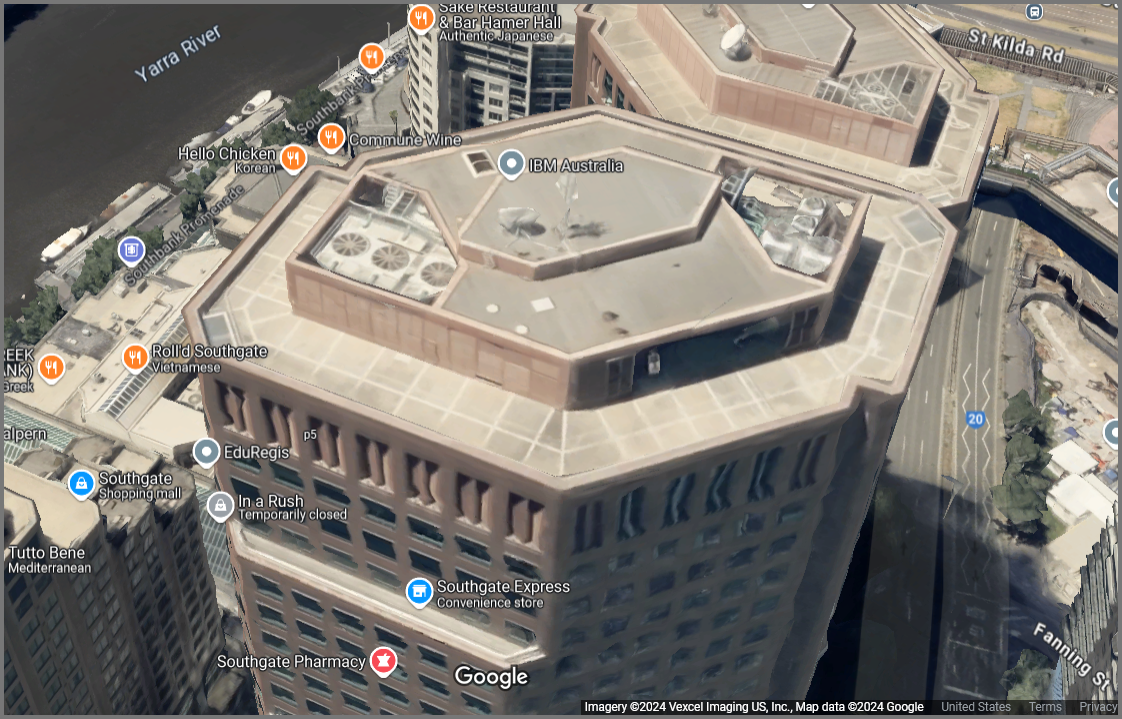 Sake Restaurant
& Bar Hamer Hall
Authentic Japanese
Yarra River
St Kilda Rd
Southbank Promenade
Commune Wine
Hello Chicken
Korean
IBM Australia
Southbank Promenade
REEK
NK)
Greek
Roll'd Southgate
Vietnamese
20
p5
alpern
EduRegis
Southgate
Shopping mall
In a Rush
Temporarily closed
Tutto Bene
Mediterranean
Southgate Express
Convenience store
Southgate Pharmacy
Google
Fanning St
Imagery ©2024 Vexcel Imaging US, Inc., Map data ©2024 Google
United States
Terms
Privacy